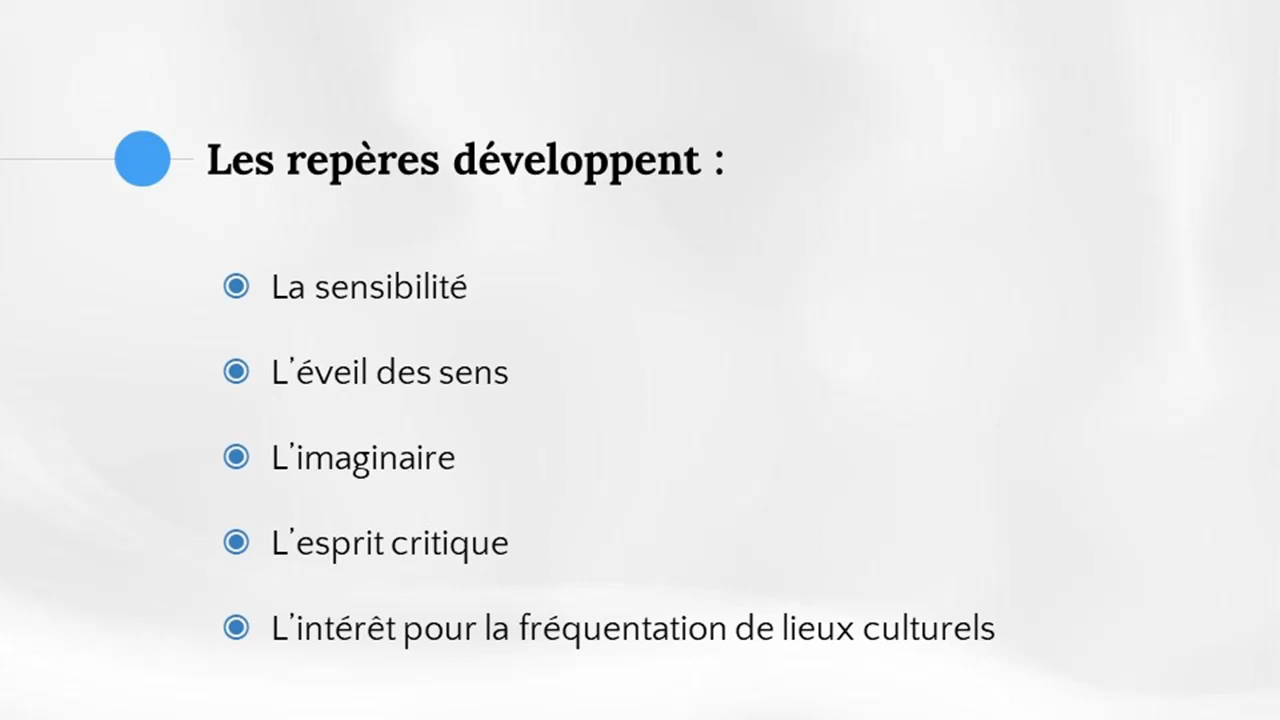 Les repères développent :
La sensibilité
L’éveil des sens
L’imaginaire
L’esprit critique
L’intérêt pour la fréquentation de lieux culturels